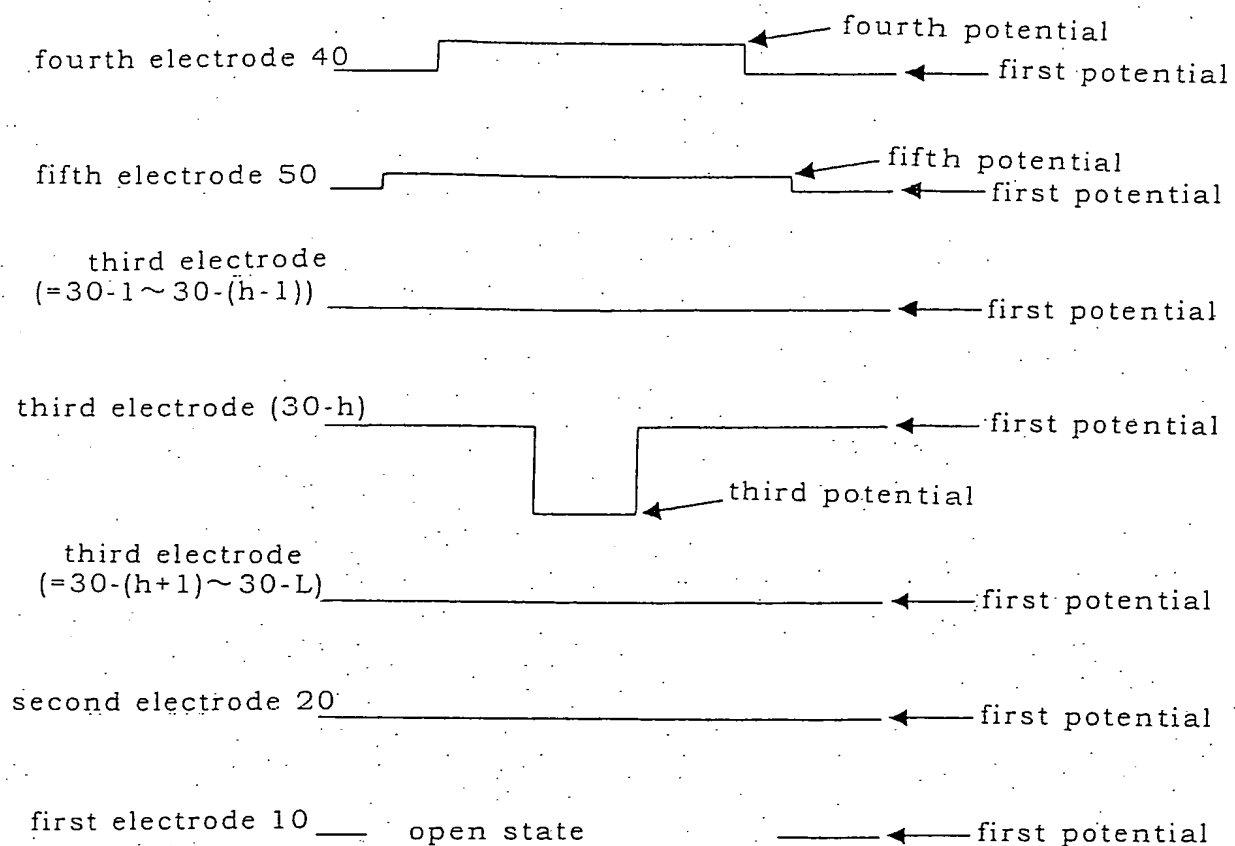 fourth electrode 40
fourth potential
first potential
fifth electrode 50
fifth potential
first potential
third electrode
(=30-1~30-(h-1))
first potential
third electrode (30-h)
first potential
third potential
third electrode
(=30-(h+1)~30-L)
first potential
second electrode 20
first potential
first electrode 10
open state
first potential